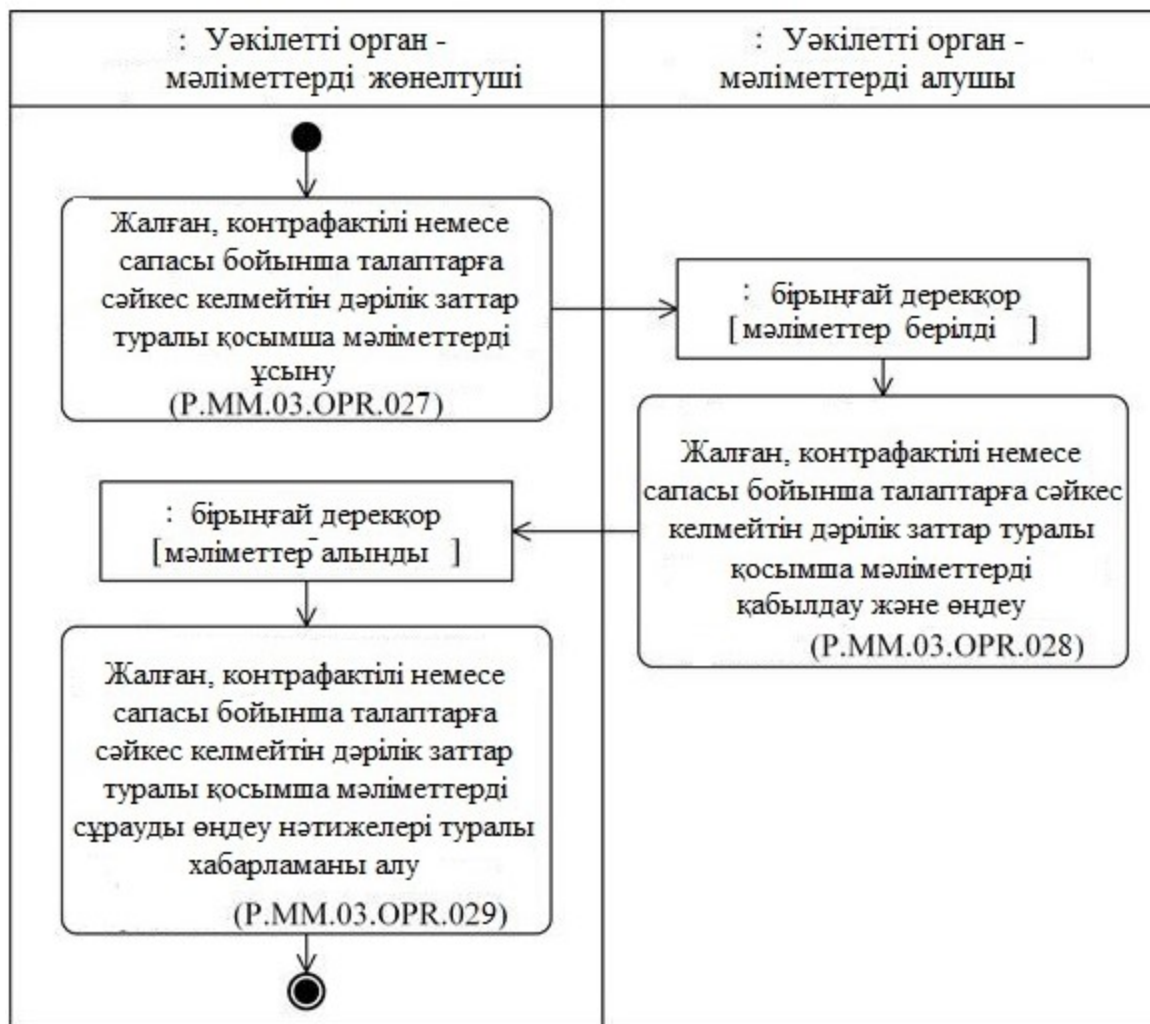 : Уәкілетті орган -
мәліметтерді жөнелтуші
: Уәкілетті орган -
мәліметтерді алушы
Жалған, контрафактілі немесе
сапасы бойынша талаптарға
сәйкес келмейтін дәрілік заттар
туралы қосымша мәліметтерді
ұсыну
(P.MM.03.OPR.027)
: бірыңғай дерекқор
[мәліметтер берілді ]
Жалған, контрафактілі немесе
сапасы бойынша талаптарға сәйкес
келмейтін дәрілік заттар туралы
қосымша мәліметтерді
қабылдау және өңдеу
(P.MM.03.OPR.028)
: бірыңғай дерекқор
[мәліметтер алынды ]
Жалған, контрафактілі немесе
сапасы бойынша талаптарға
сәйкес келмейтін дәрілік заттар
туралы қосымша мәліметтерді
сұрауды өңдеу нәтижелері туралы
хабарламаны алу
(P.MM.03.OPR.029)